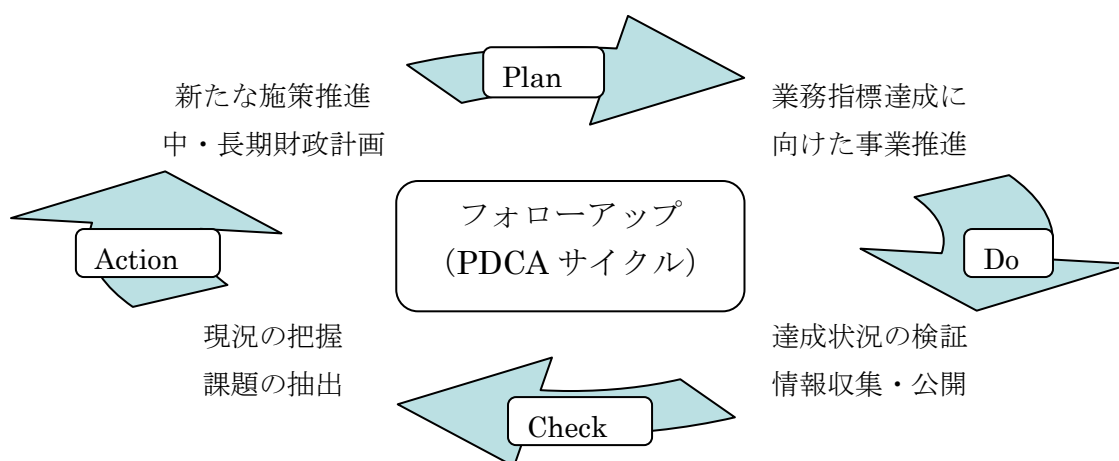 Plan
新たな施策推進
中・長期財政計画
業務指標達成に
向けた事業推進
フォローアップ
（PDCA サイクル）
Action
Do
現況の把握
課題の抽出
達成状況の検証
情報収集・公開
Check